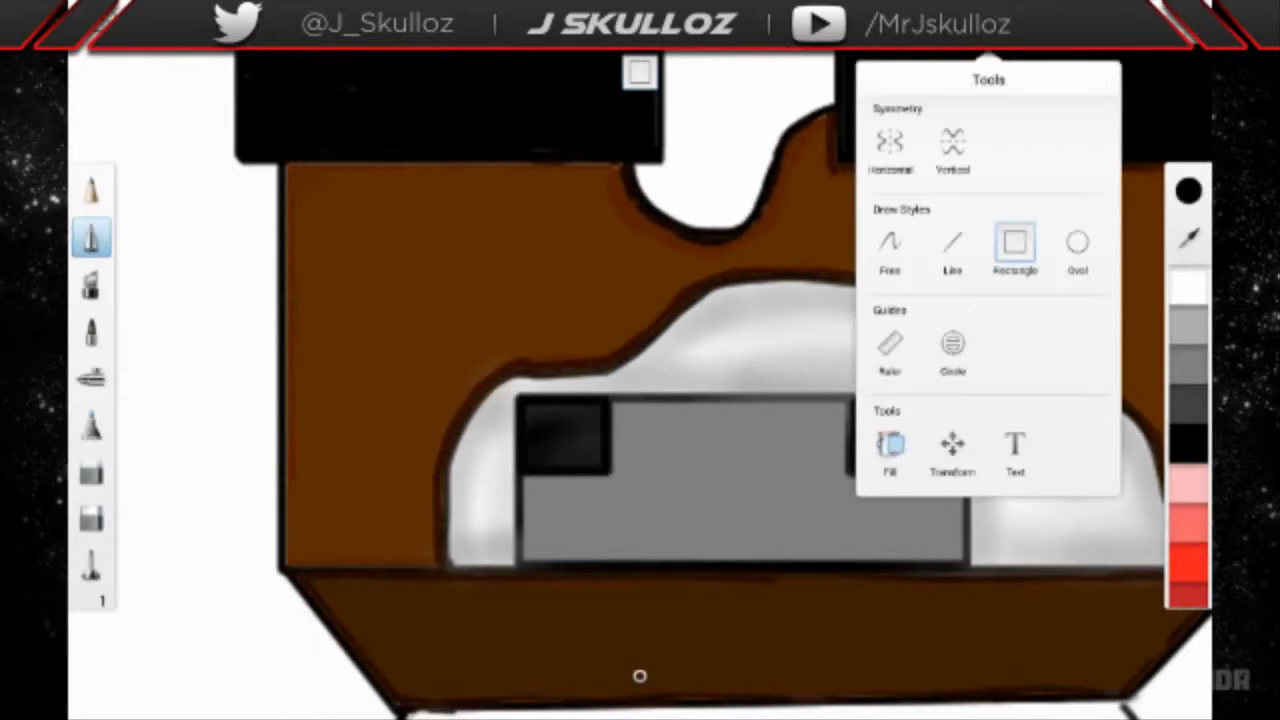 @J_Skulloz | J SKULLOZ | /MrJskulloz
Tools
Symmetry
Horizontal Vertical
Draw Styles
Free Line Rectangle Oval
Guides
Ruler Circle
Tools
Fill Transform Text
1